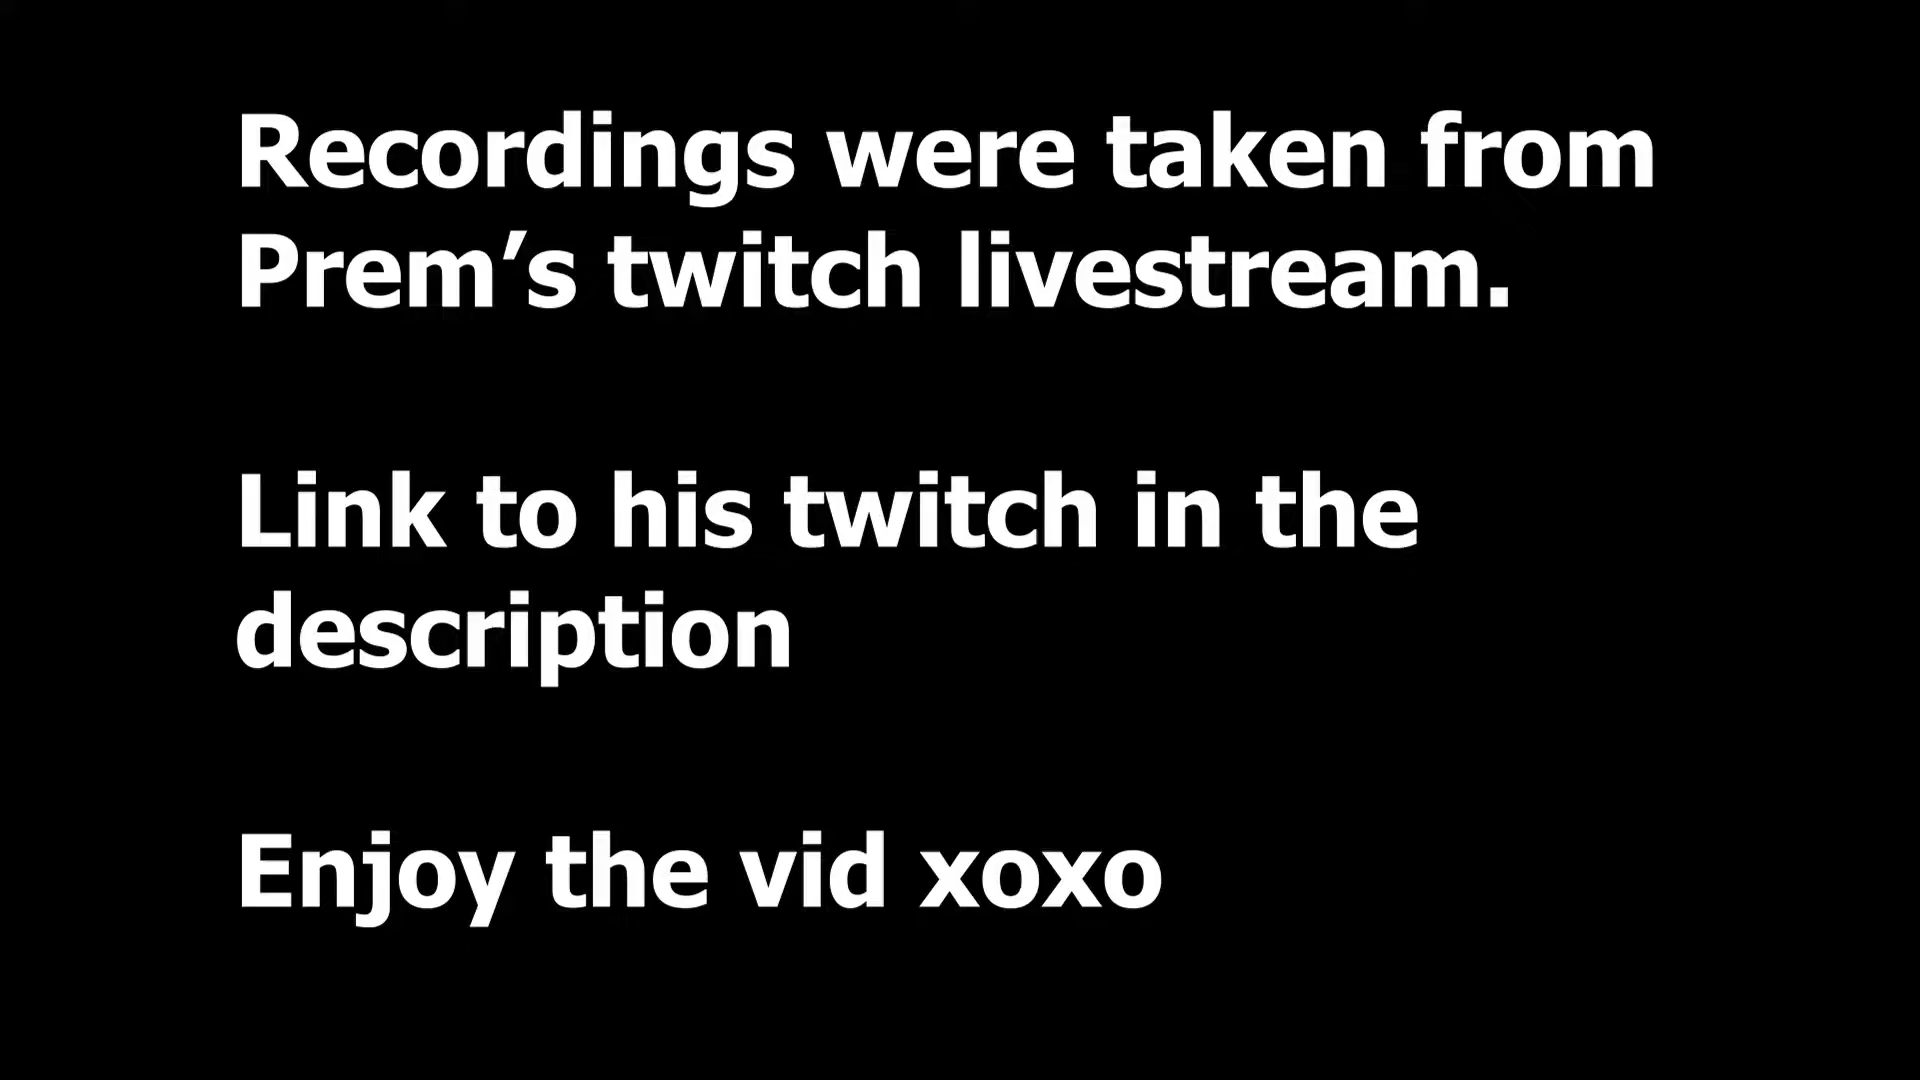 Recordings were taken from
Prem’s twitch livestream.
Link to his twitch in the
description
Enjoy the vid xoxo